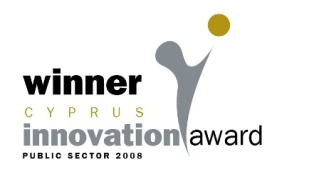 winner
CYPRUS
innovation award
PUBLIC SECTOR 2008